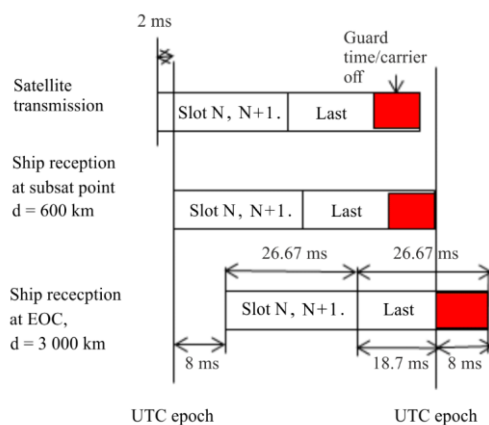 2 ms
Guard
time/carrier
off
Satellite
transmission
Slot N, N+1.
Last
Ship reception
at subsat point
d = 600 km
Slot N, N+1.
Last
26.67 ms
26.67 ms
Ship rececption
at EOC,
d = 3 000 km
Slot N, N+1.
Last
8 ms
18.7 ms
8 ms
UTC epoch
UTC epoch